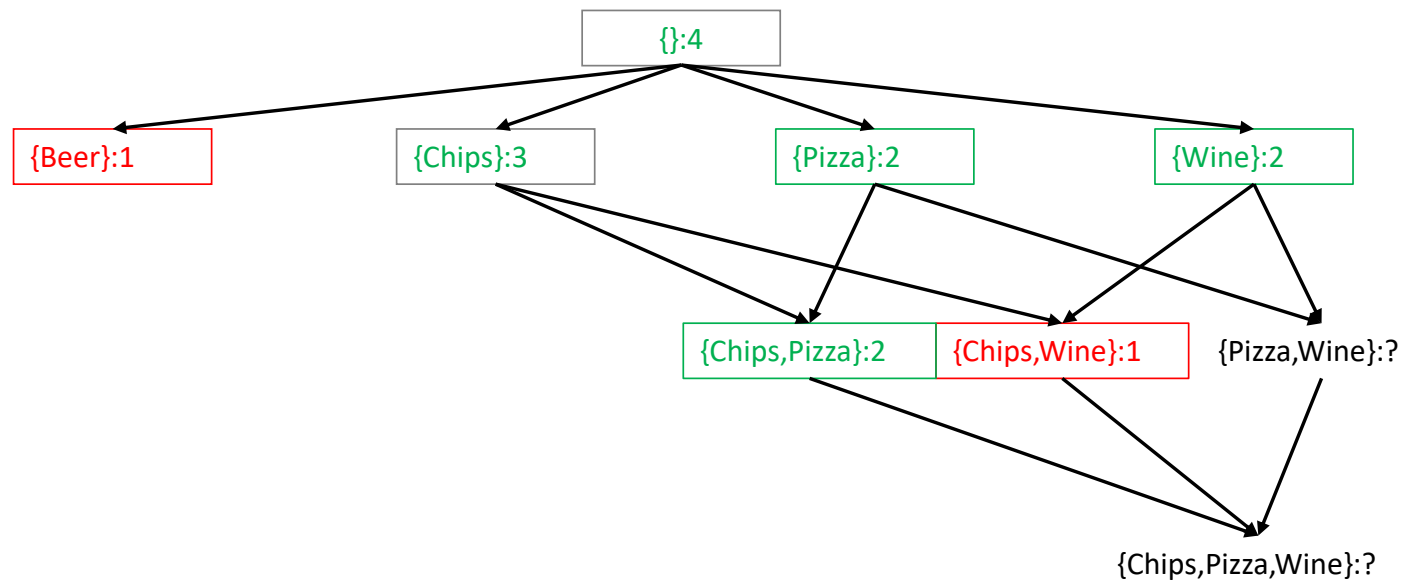 {}:4
{Beer}:1
{Chips}:3
{Pizza}:2
{Wine}:2
{Chips,Pizza}:2
{Chips,Wine}:1
{Pizza,Wine}:?
{Chips,Pizza,Wine}:?